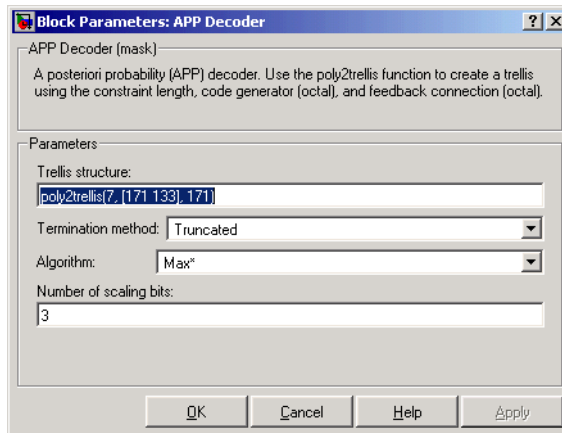 Block Parameters: APP Decoder
APP Decoder (mask)
A posteriori probability (APP) decoder. Use the poly2trellis function to create a trellis
using the constraint length, code generator (octal), and feedback connection (octal).
Parameters
Trellis structure:
poly2trellis(7, [171 133], 171)
Termination method: Truncated
Algorithm: Max*
Number of scaling bits:
3
OK Cancel Help Apply